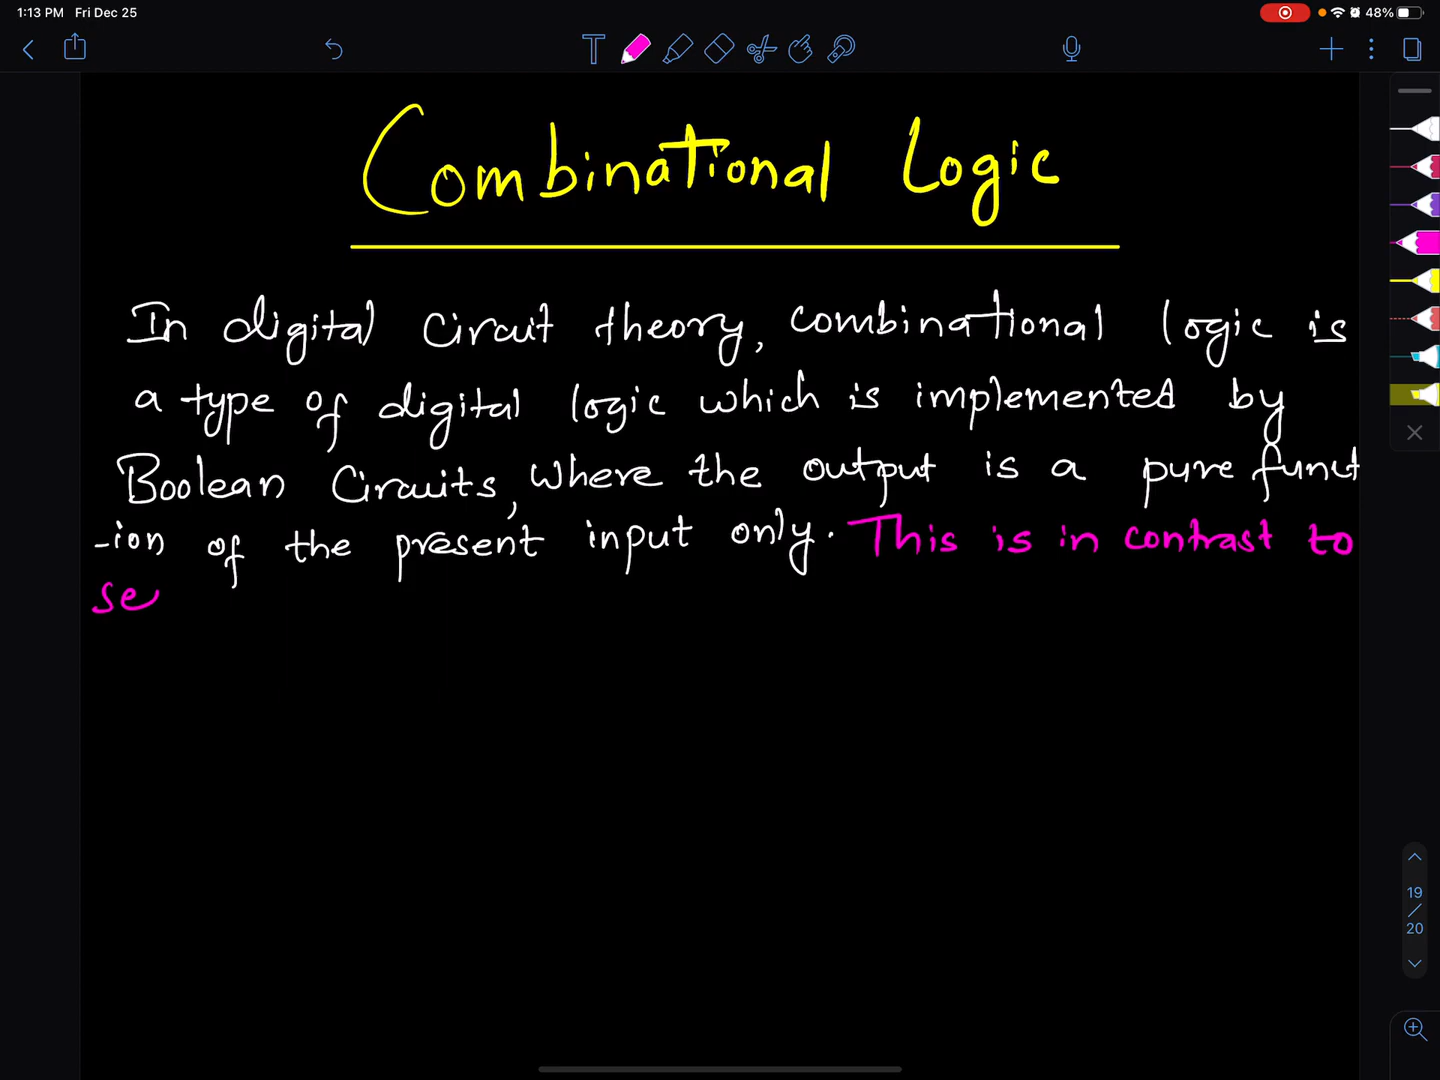 1:13 PM Fri Dec 25
48%
Combinational Logic
In digital circuit theory, combinational logic is
a type of digital logic which is implemented by
Boolean Circuits, where the output is a pure funct
-ion of the present input only. This is in contrast to
se
19
/
20